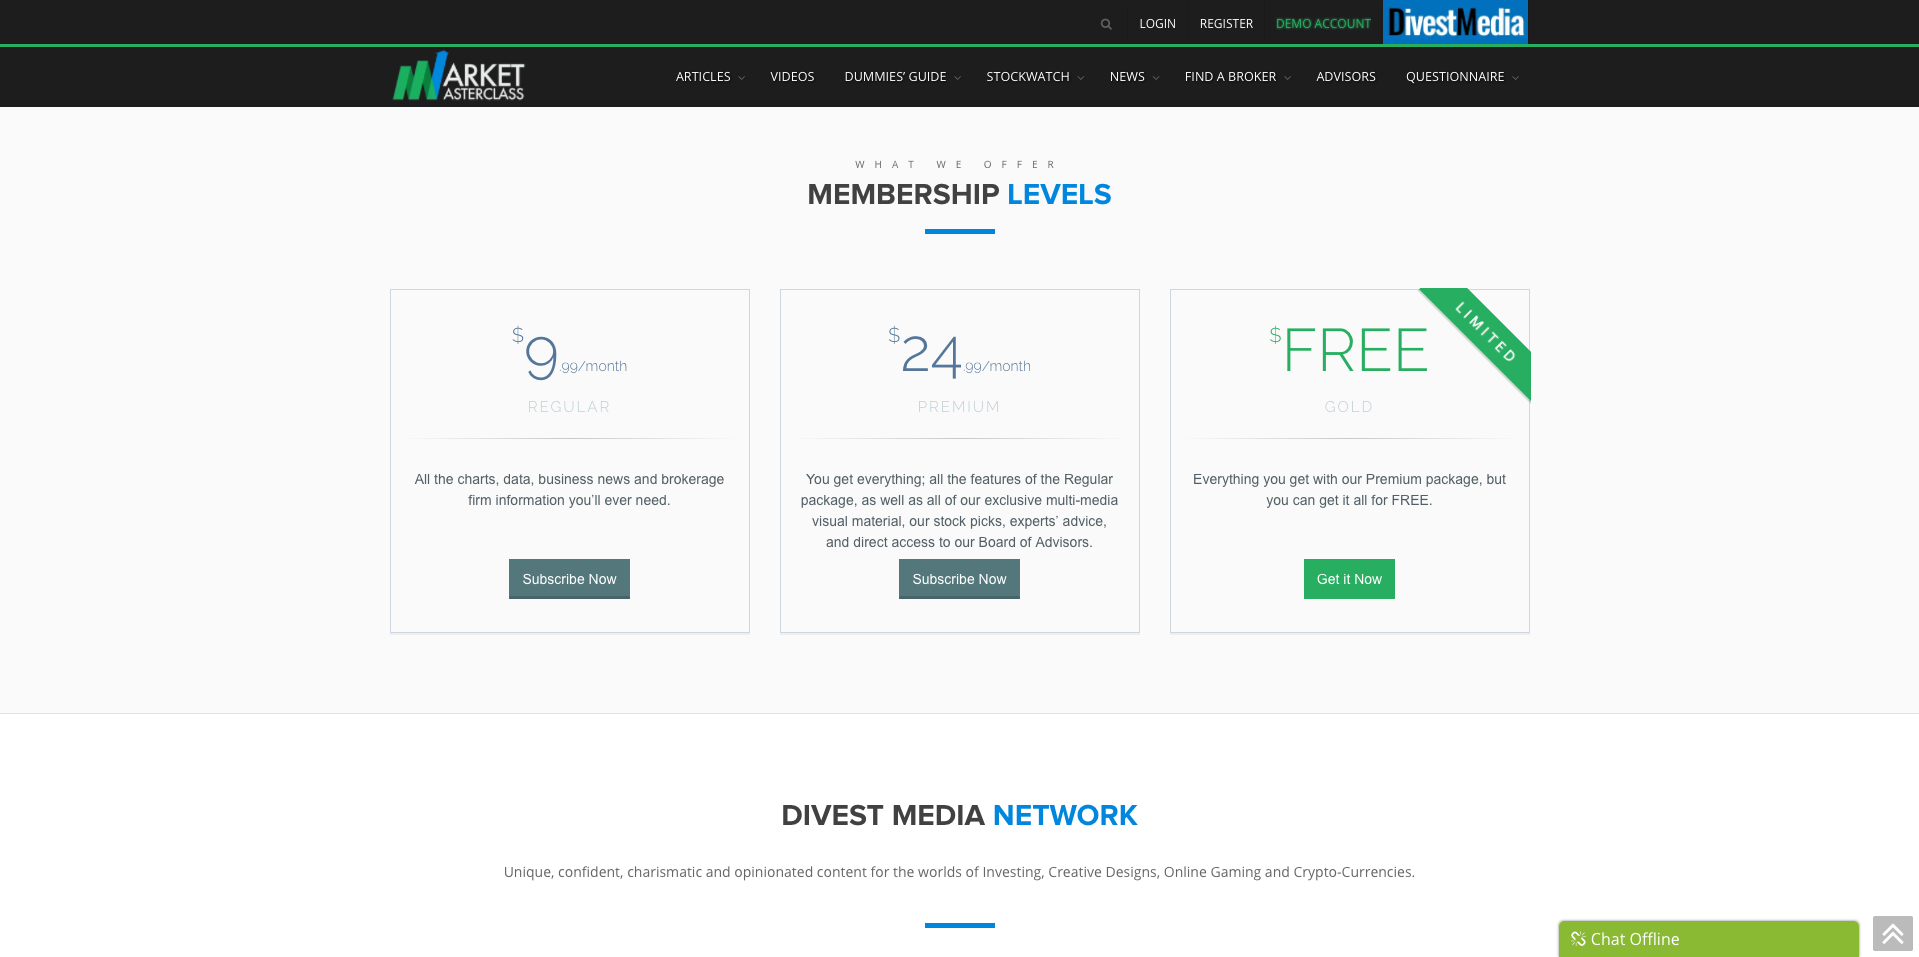 LOGIN REGISTER DEMO ACCOUNT DivestMedia
MARKET
MASTERCLASS
ARTICLES VIDEOS DUMMIES’ GUIDE STOCKWATCH NEWS FIND A BROKER ADVISORS QUESTIONNAIRE
WHAT WE OFFER
MEMBERSHIP LEVELS
$9.99/month
REGULAR
All the charts, data, business news and brokerage
firm information you’ll ever need.
Subscribe Now
$24.99/month
PREMIUM
You get everything; all the features of the Regular
package, as well as all of our exclusive multi-media
visual material, our stock picks, experts’ advice,
and direct access to our Board of Advisors.
Subscribe Now
LIMITED
$FREE
GOLD
Everything you get with our Premium package, but
you can get it all for FREE.
Get it Now
DIVEST MEDIA NETWORK
Unique, confident, charismatic and opinionated content for the worlds of Investing, Creative Designs, Online Gaming and Crypto-Currencies.
Chat Offline